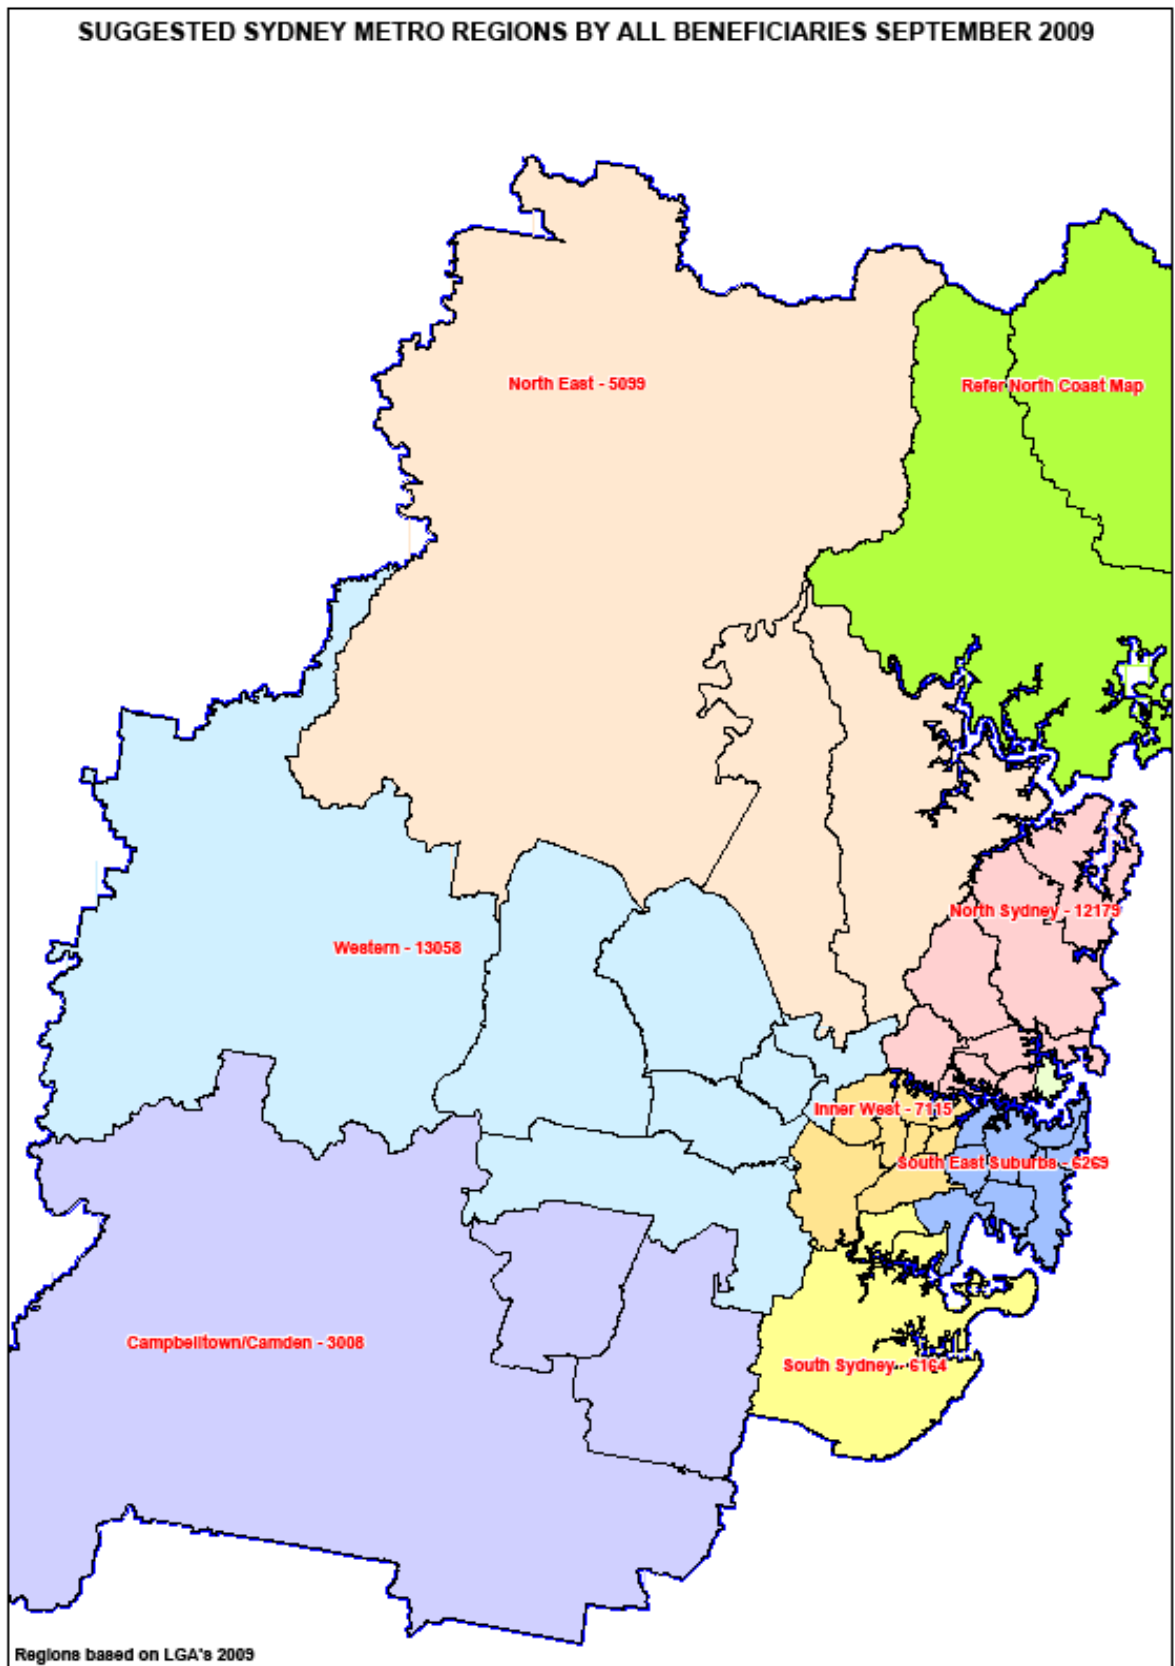 SUGGESTED SYDNEY METRO REGIONS BY ALL BENEFICIARIES SEPTEMBER 2009
North East - 5099
Refer North Coast Map
North Sydney - 12179
Western - 13058
Inner West - 7115
South East Suburbs - 6269
Campbelltown/Camden - 3008
South Sydney - 6164
Regions based on LGA's 2009